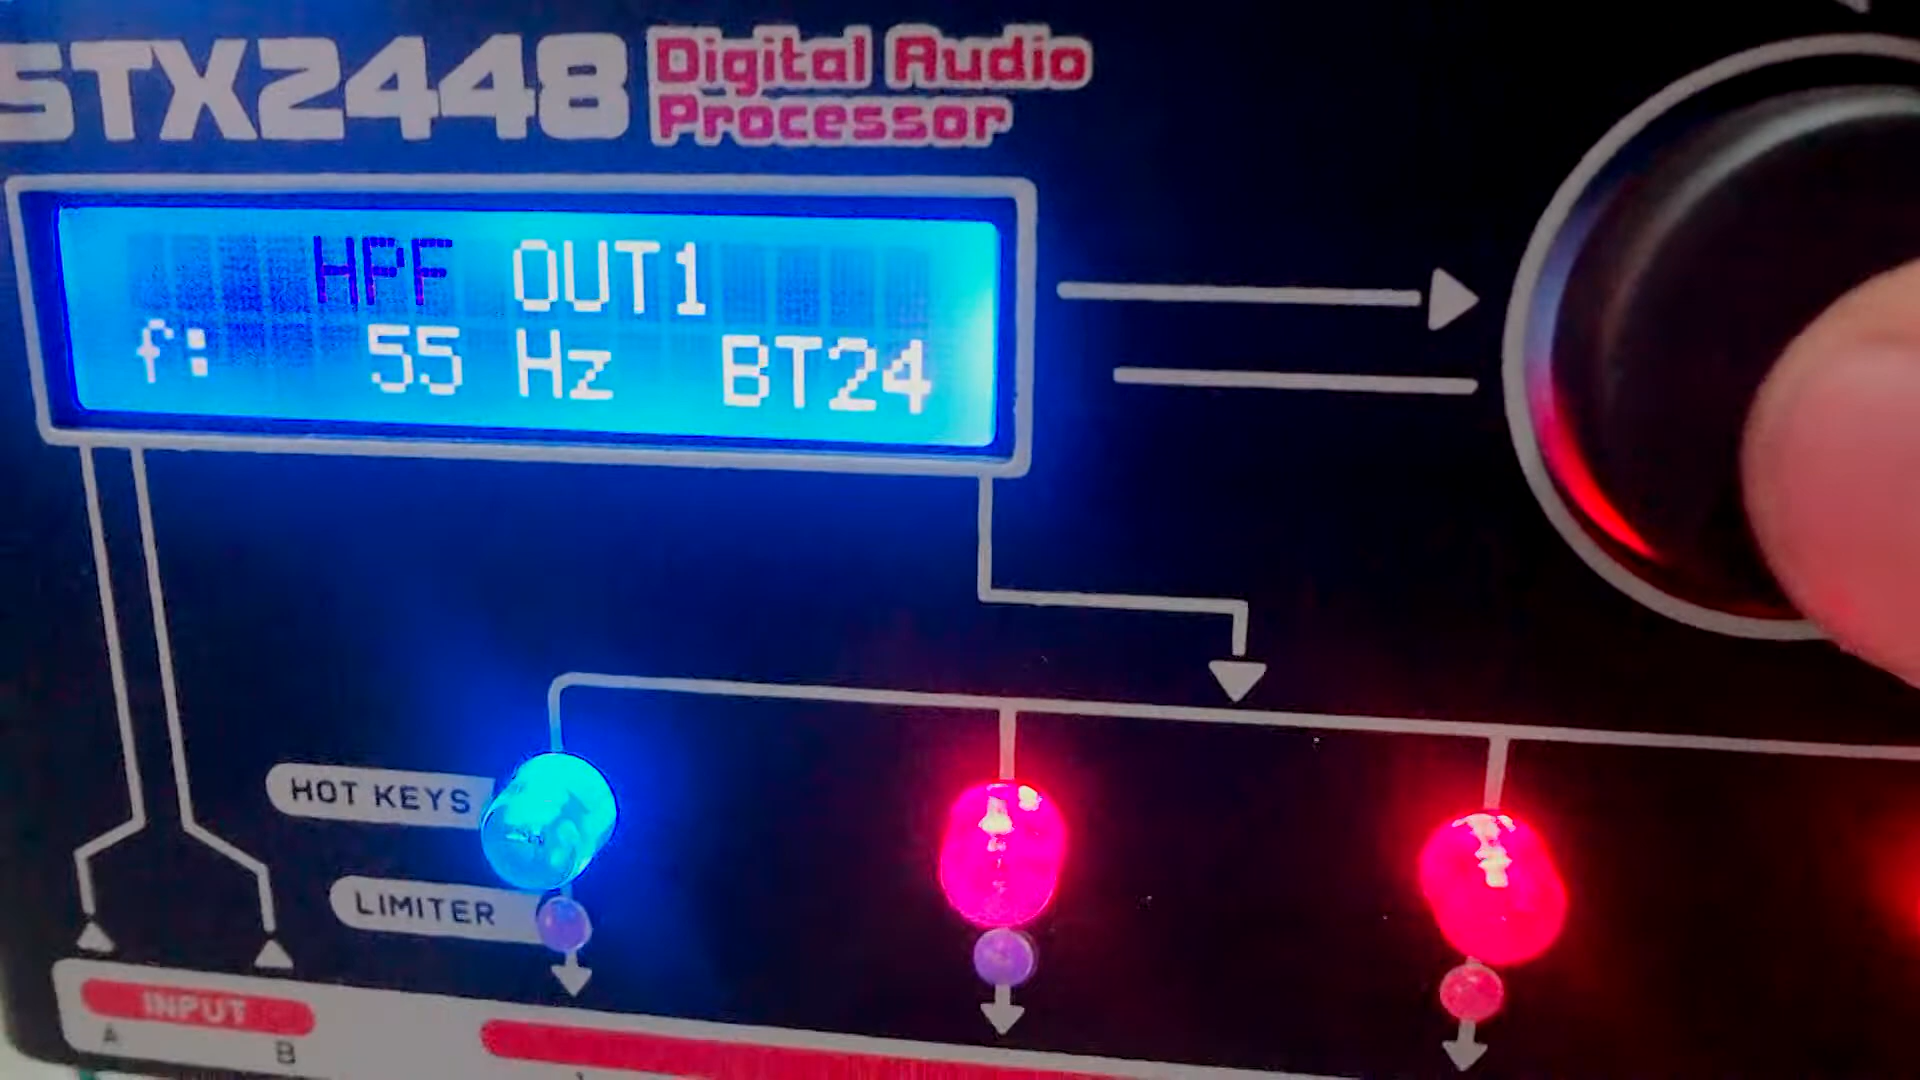 STX2448 Digital Audio
Processor
HPF OUT1
f: 55 Hz BT24
HOT KEYS
LIMITER
INPUT
A B